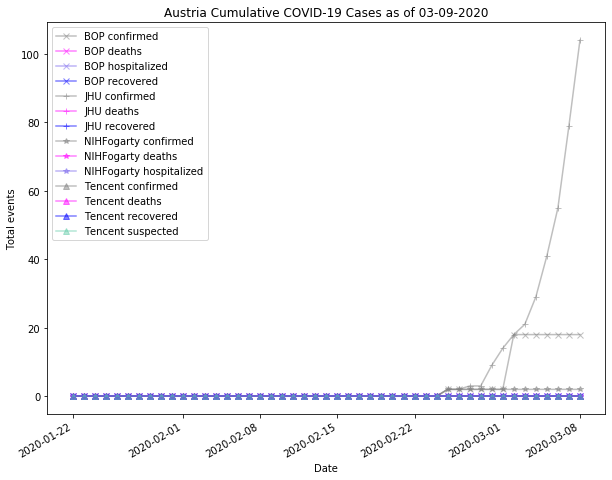 Austria Cumulative COVID-19 Cases as of 03-09-2020
BOP confirmed
BOP deaths
BOP hospitalized
BOP recovered
JHU confirmed
JHU deaths
JHU recovered
NIHFogarty confirmed
NIHFogarty deaths
NIHFogarty hospitalized
Tencent confirmed
Tencent deaths
Tencent recovered
Tencent suspected
Total events
100
80
60
40
20
0
2020-01-22
2020-02-01
2020-02-08
2020-02-15
2020-02-22
2020-03-01
2020-03-08
Date